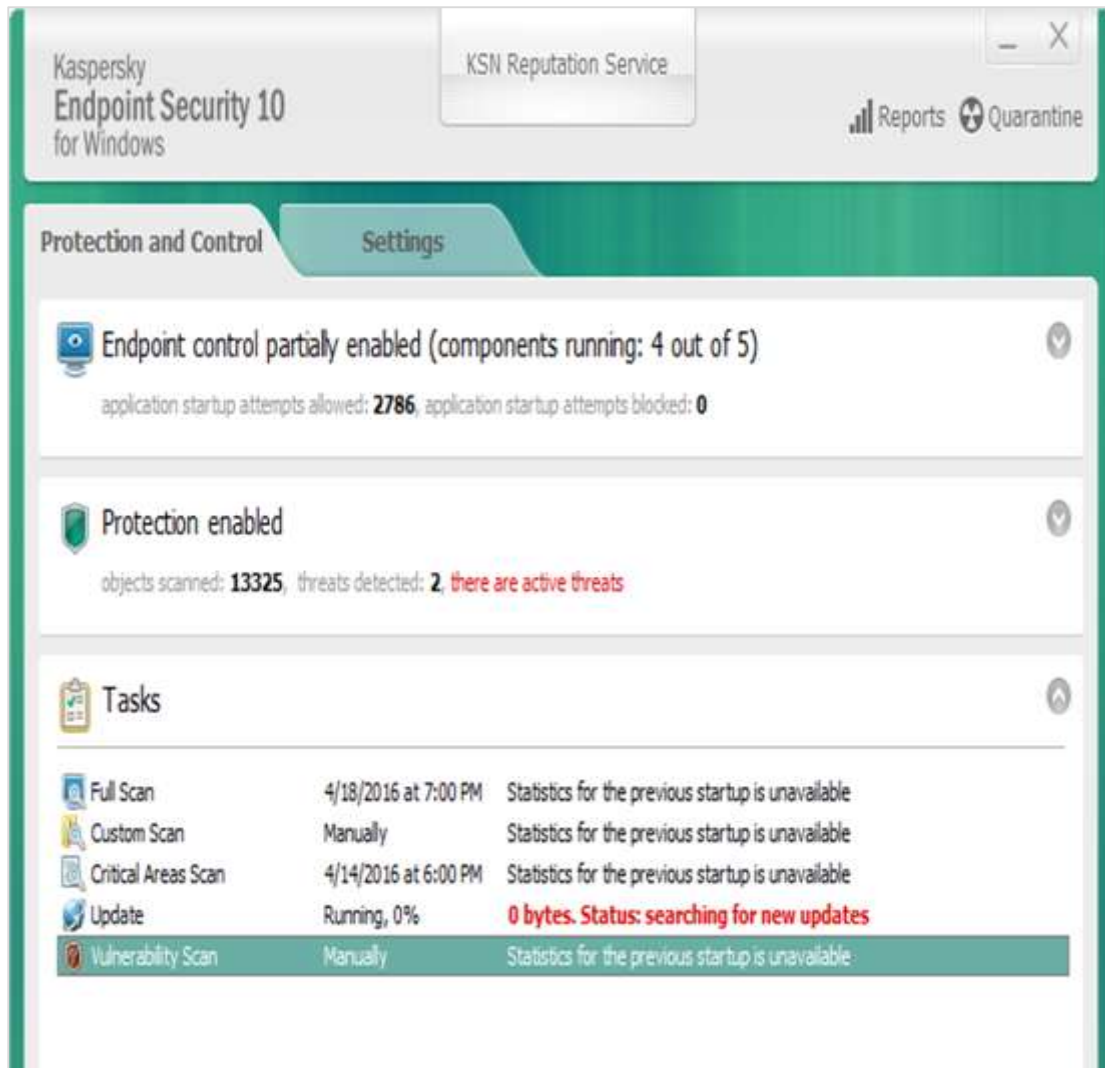 Kaspersky
Endpoint Security 10
for Windows
KSN Reputation Service
_ X
Reports Quarantine
Protection and Control Settings
Endpoint control partially enabled (components running: 4 out of 5)
application startup attempts allowed: 2786, application startup attempts blocked: 0
Protection enabled
objects scanned: 13325, threats detected: 2, there are active threats
Tasks
Full Scan 4/18/2016 at 7:00 PM Statistics for the previous startup is unavailable
Custom Scan Manually Statistics for the previous startup is unavailable
Critical Areas Scan 4/14/2016 at 6:00 PM Statistics for the previous startup is unavailable
Update Running, 0% 0 bytes. Status: searching for new updates
Vulnerability Scan Manually Statistics for the previous startup is unavailable